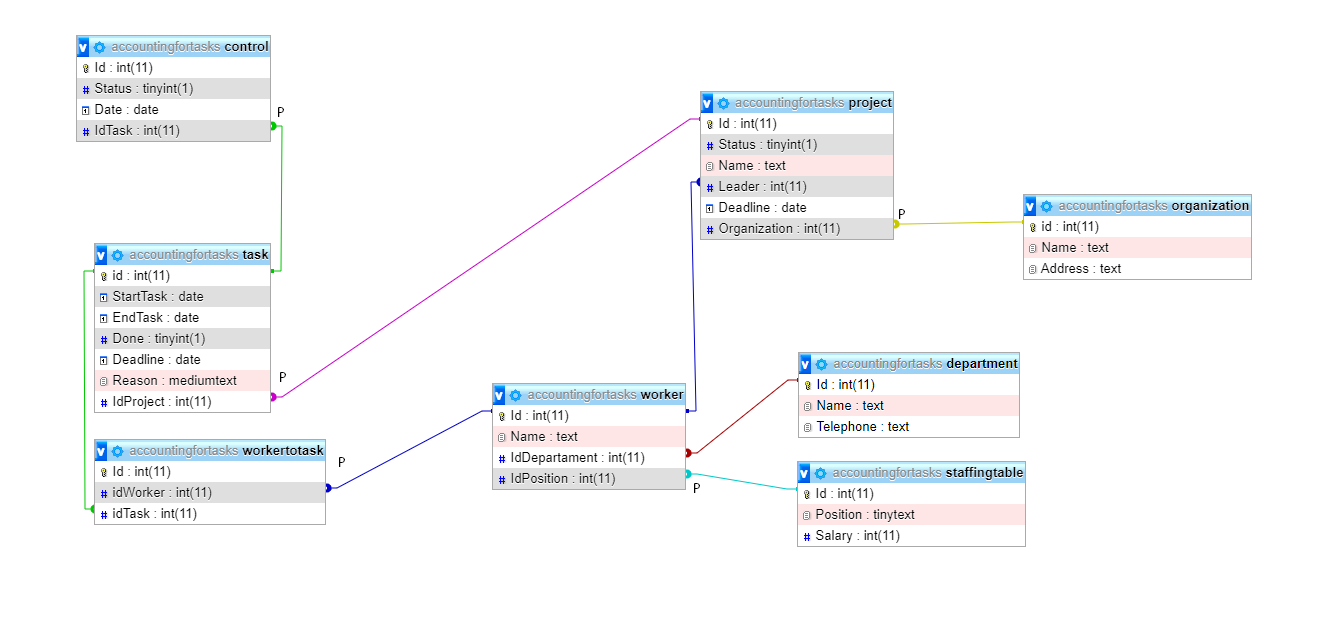 accountingfortasks control
Id : int(11)
Status : tinyint(1)
Date : date
IdTask : int(11)
P
accountingfortasks project
Id : int(11)
Status : tinyint(1)
Name : text
Leader : int(11)
Deadline : date
Organization : int(11)
P
accountingfortasks organization
id : int(11)
Name : text
Address : text
accountingfortasks task
id : int(11)
StartTask : date
EndTask : date
Done : tinyint(1)
Deadline : date
Reason : mediumtext
IdProject : int(11)
P
accountingfortasks workertotask
Id : int(11)
idWorker : int(11)
idTask : int(11)
P
accountingfortasks worker
Id : int(11)
Name : text
IdDepartament : int(11)
IdPosition : int(11)
P
accountingfortasks department
Id : int(11)
Name : text
Telephone : text
accountingfortasks staffingtable
Id : int(11)
Position : tinytext
Salary : int(11)